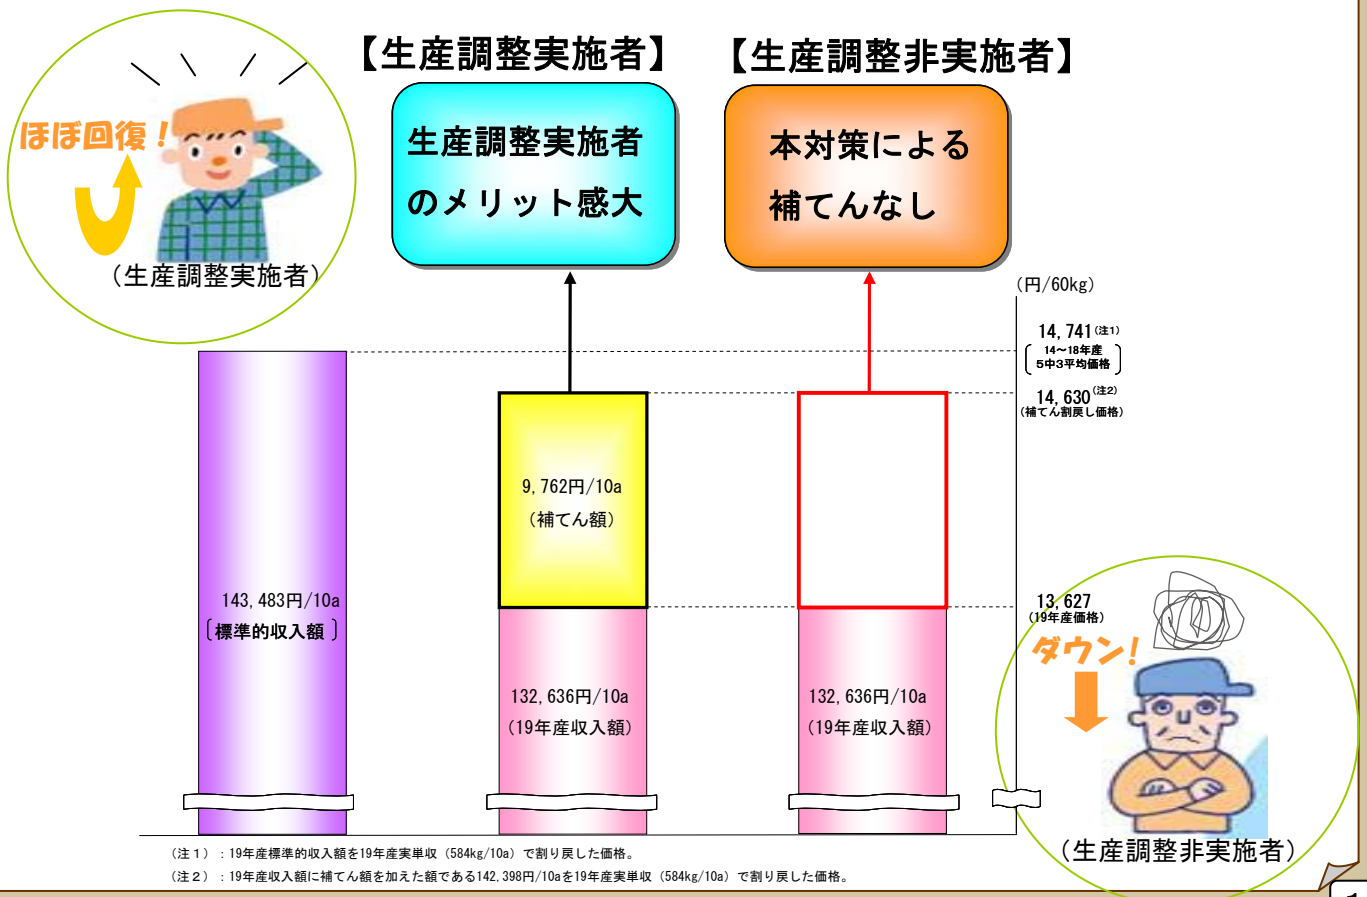 【生産調整実施者】
【生産調整非実施者】
ほぼ回復！
生産調整実施者
のメリット感大
本対策による
補てんなし
（生産調整実施者）
（円/60kg）
14,741（注1）
14～18年産
5中3平均価格
14,630（注2）
（補てん割戻し価格）
9,762円/10a
（補てん額）
143,483円/10a
〔標準的収入額〕
13,627
（19年産価格）
ダウン！
132,636円/10a
（19年産収入額）
132,636円/10a
（19年産収入額）
（生産調整非実施者）
（注１）：19年産標準的収入額を19年産実単収（584kg/10a）で割り戻した価格。
（注２）：19年産収入額に補てん額を加えた額である142,398円/10aを19年産実単収（584kg/10a）で割り戻した価格。